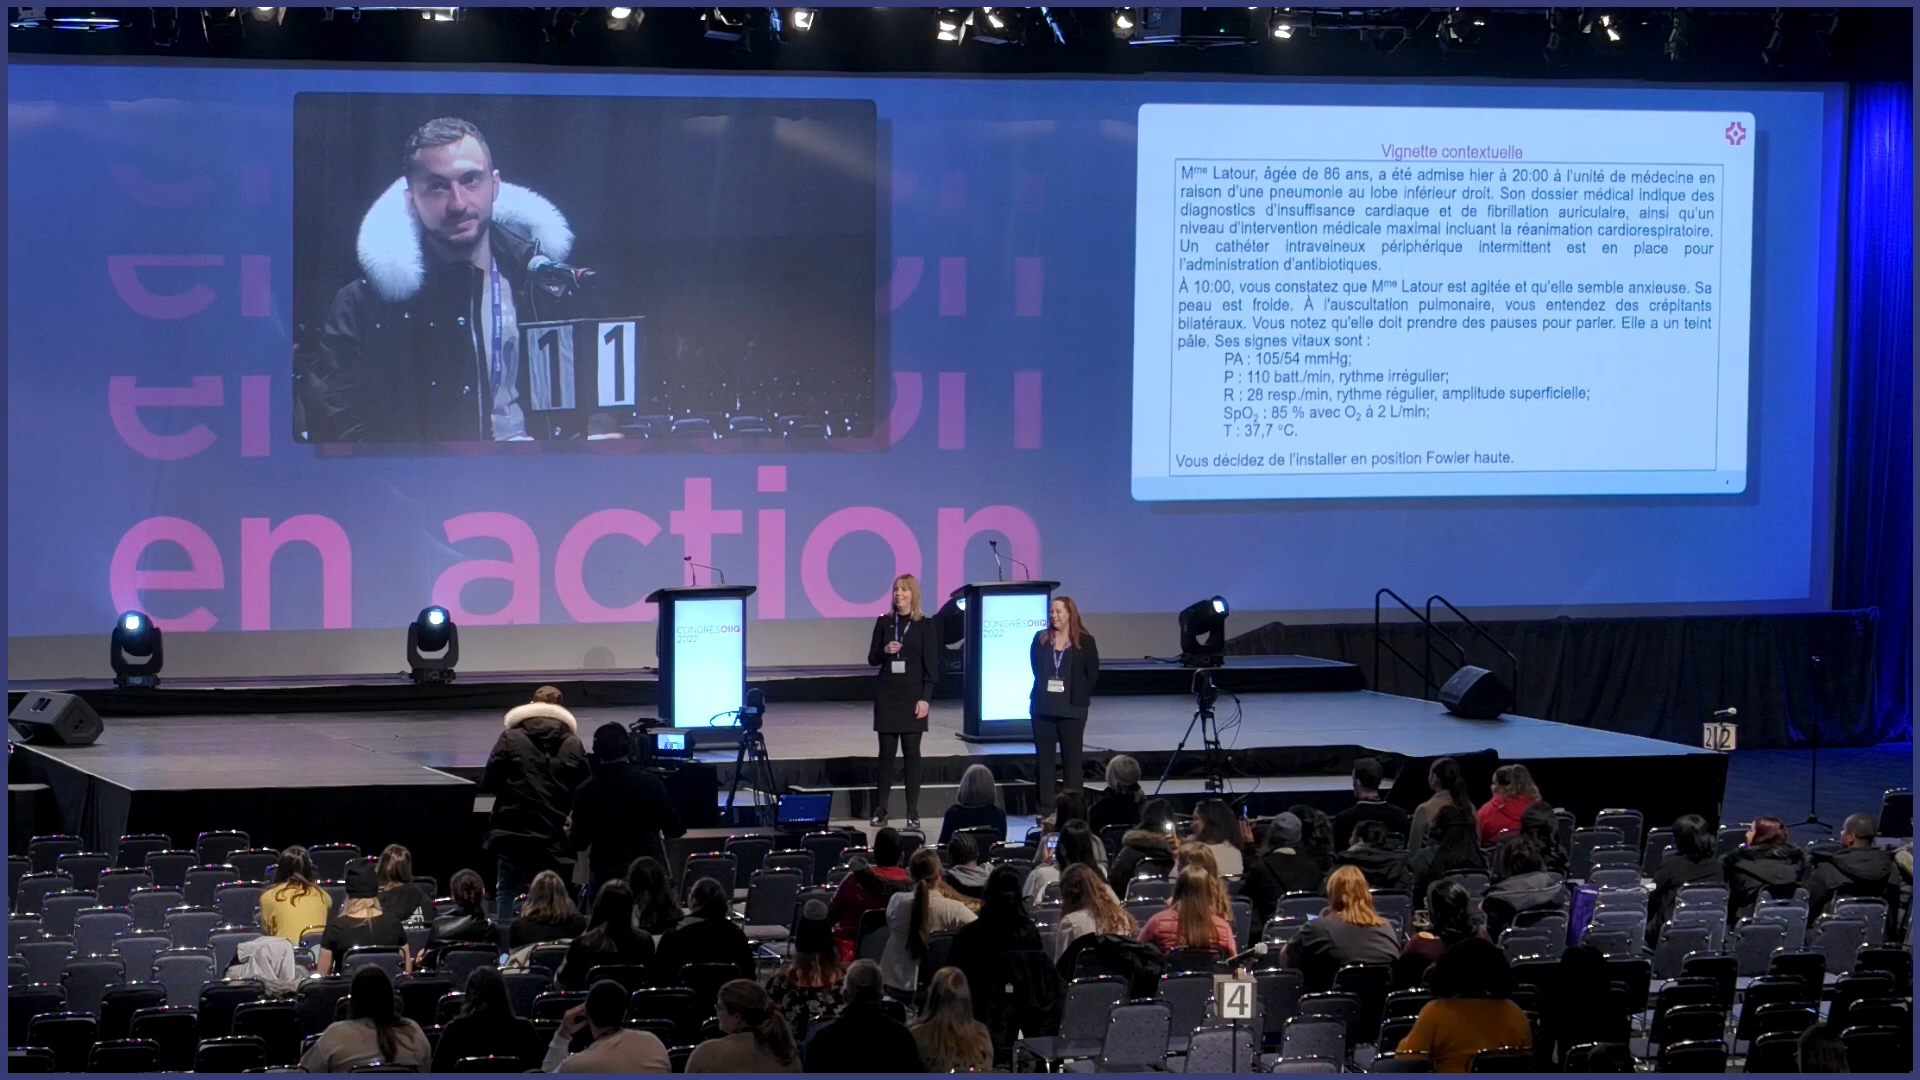 en action
1 1
Vignette contextuelle
Mme Latour, âgée de 86 ans, a été admise hier à 20:00 à l'unité de médecine en
raison d'une pneumonie au lobe inférieur droit. Son dossier médical indique des
diagnostics d'insuffisance cardiaque et de fibrillation auriculaire, ainsi qu'un
niveau d'intervention médicale maximal incluant la réanimation cardiorespiratoire.
Un cathéter intraveineux périphérique intermittent est en place pour
l'administration d'antibiotiques.
À 10:00, vous constatez que Mme Latour est agitée et qu'elle semble anxieuse. Sa
peau est froide. À l'auscultation pulmonaire, vous entendez des crépitants
bilatéraux. Vous notez qu'elle doit prendre des pauses pour parler. Elle a un teint
pâle. Ses signes vitaux sont :
PA : 105/54 mmHg;
P : 110 batt./min, rythme irrégulier;
R : 28 resp./min, rythme régulier, amplitude superficielle;
SpO2 : 85 % avec O2 à 2 L/min;
T : 37,7 °C.
Vous décidez de l'installer en position Fowler haute.
CONGRÈSOIIQ
2022
CONGRÈSOIIQ
2022
2 2
4